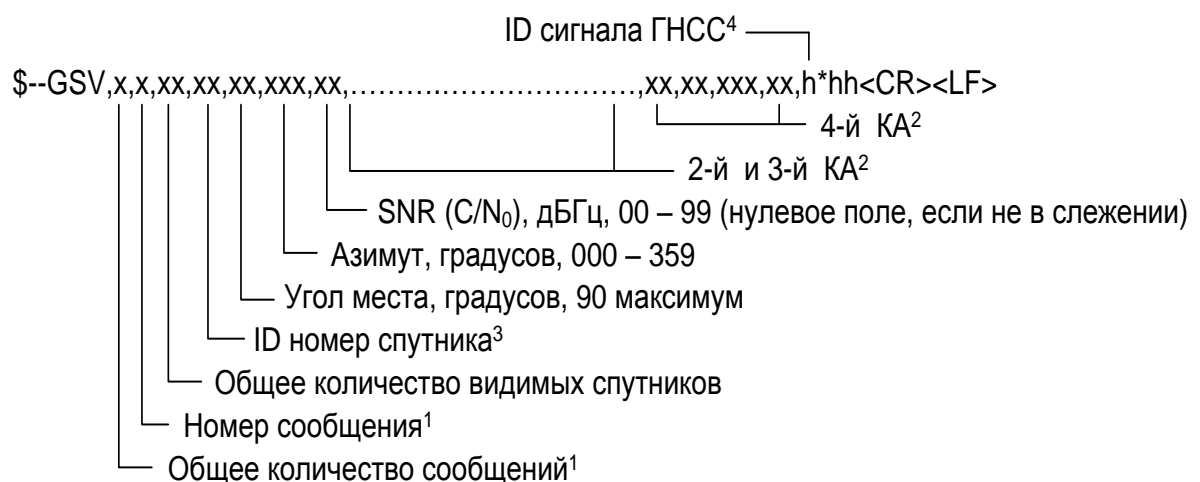 ID сигнала ГНСС⁴
$--GSV,x,x,xx,xx,xx,xxx,xx,………..…………………….…,xx,xx,xxx,xx,h*hh<CR><LF>
4-й КА²
2-й и 3-й КА²
SNR (C/N₀), дБГц, 00 – 99 (нулевое поле, если не в слежении)
Азимут, градусов, 000 – 359
Угол места, градусов, 90 максимум
ID номер спутника³
Общее количество видимых спутников
Номер сообщения¹
Общее количество сообщений¹